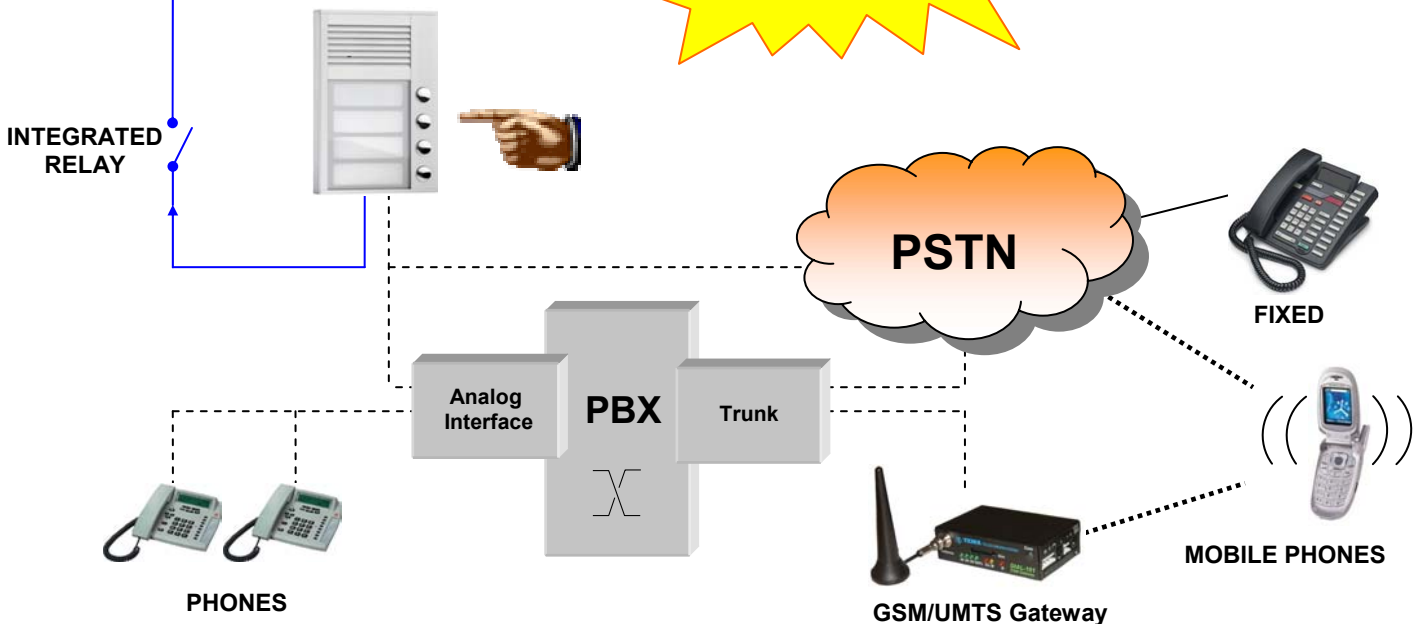 INTEGRATED
RELAY
PSTN
FIXED
Analog
Interface
PBX
Trunk
MOBILE PHONES
PHONES
GSM/UMTS Gateway